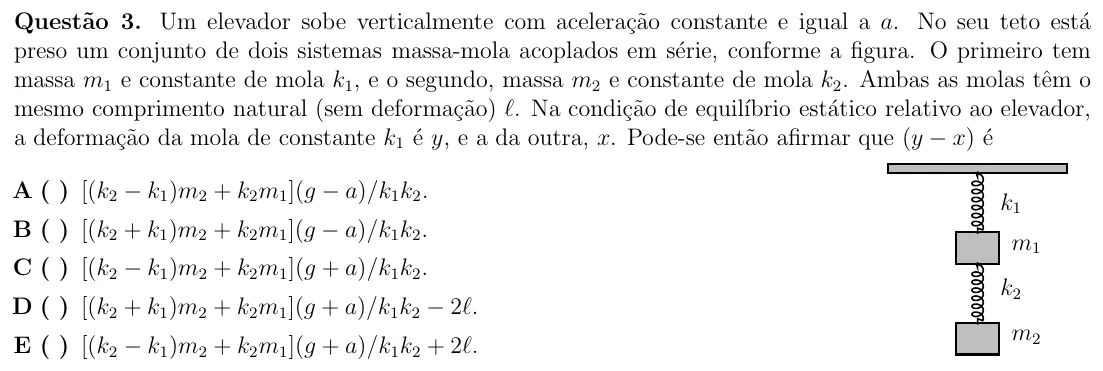 Questão 3. Um elevador sobe verticalmente com aceleração constante e igual a a. No seu teto está
preso um conjunto de dois sistemas massa-mola acoplados em série, conforme a figura. O primeiro tem
massa m₁ e constante de mola k₁, e o segundo, massa m₂ e constante de mola k₂. Ambas as molas têm o
mesmo comprimento natural (sem deformação) ℓ. Na condição de equilíbrio estático relativo ao elevador,
a deformação da mola de constante k₁ é y, e a da outra, x. Pode-se então afirmar que (y − x) é
A ( ) [(k₂ − k₁)m₂ + k₂m₁](g − a)/k₁k₂.
B ( ) [(k₂ + k₁)m₂ + k₂m₁](g − a)/k₁k₂.
C ( ) [(k₂ − k₁)m₂ + k₂m₁](g + a)/k₁k₂.
D ( ) [(k₂ + k₁)m₂ + k₂m₁](g + a)/k₁k₂ − 2ℓ.
E ( ) [(k₂ − k₁)m₂ + k₂m₁](g + a)/k₁k₂ + 2ℓ.
k₁
m₁
k₂
m₂